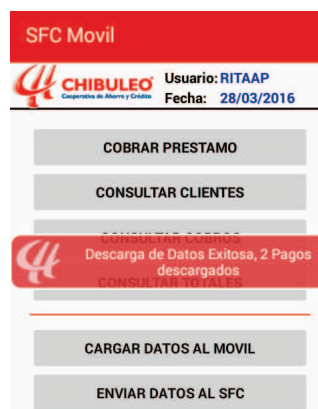 SFC Movil
CHIBULEO
Cooperativa de Ahorro y Crédito
Usuario: RITAAP
Fecha: 28/03/2016
COBRAR PRESTAMO
CONSULTAR CLIENTES
CONSULTAR COBROS
Descarga de Datos Exitosa, 2 Pagos
descargados
CONSULTAR TOTALES
CARGAR DATOS AL MOVIL
ENVIAR DATOS AL SFC